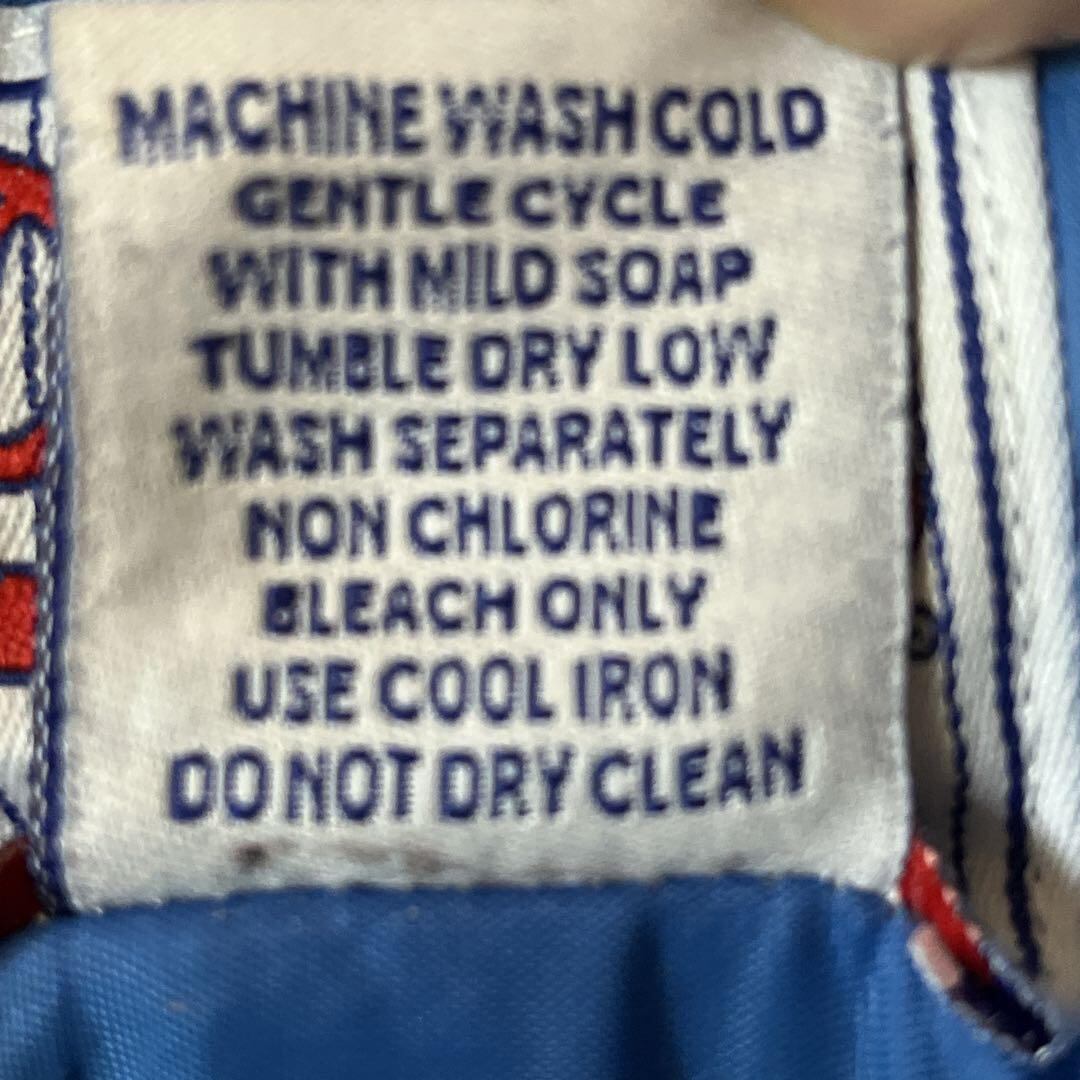 MACHINE WASH COLD
GENTLE CYCLE
WITH MILD SOAP
TUMBLE DRY LOW
WASH SEPARATELY
NON CHLORINE
BLEACH ONLY
USE COOL IRON
DO NOT DRY CLEAN